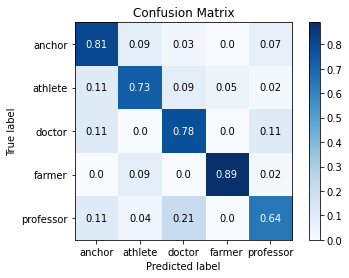 Confusion Matrix
True label
anchor 0.81 0.09 0.03 0.0 0.07
athlete 0.11 0.73 0.09 0.05 0.02
doctor 0.11 0.0 0.78 0.0 0.11
farmer 0.0 0.09 0.0 0.89 0.02
professor 0.11 0.04 0.21 0.0 0.64
anchor athlete doctor farmer professor
Predicted label
0.8
0.7
0.6
0.5
0.4
0.3
0.2
0.1
0.0